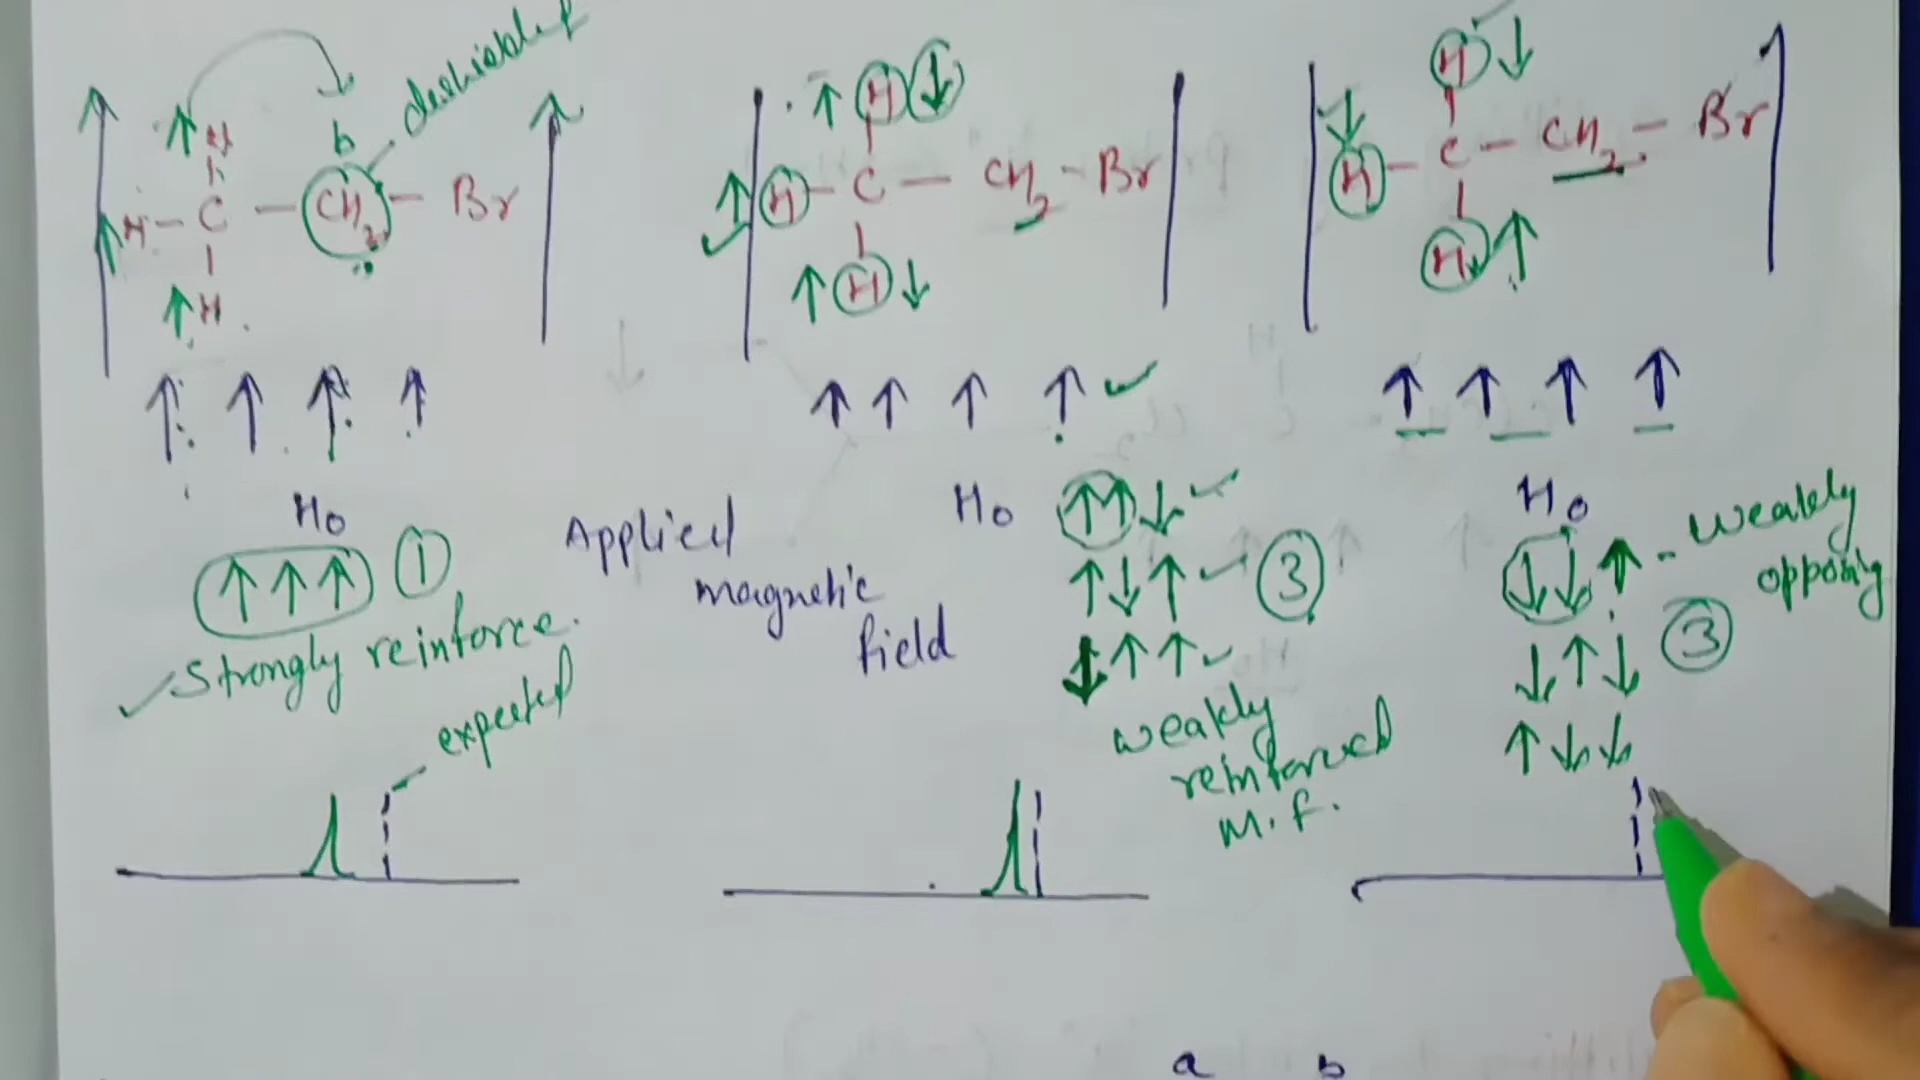 deshielded
b
H
H - C - CH2 - Br
H
↑ H ↓
↑ H - C - CH2 - Br
↑ H ↓
H ↓
↓ H - C - CH2 - Br
H ↑
↑ ↑ ↑ ↑
H0
↑↑↑ 1
Strongly reinforce.
expected
Applied
magnetic
field
↑ ↑ ↑ ↑ ✓
H0
↑↑↓ ✓
↑↓↑ ✓ 3
↓↑↑ ✓
weakly
reinforced
M.F.
↑ ↑ ↑ ↑
H0
↓↓↑ - weakly
opposing
↓↑↓ 3
↑↓↓
a b